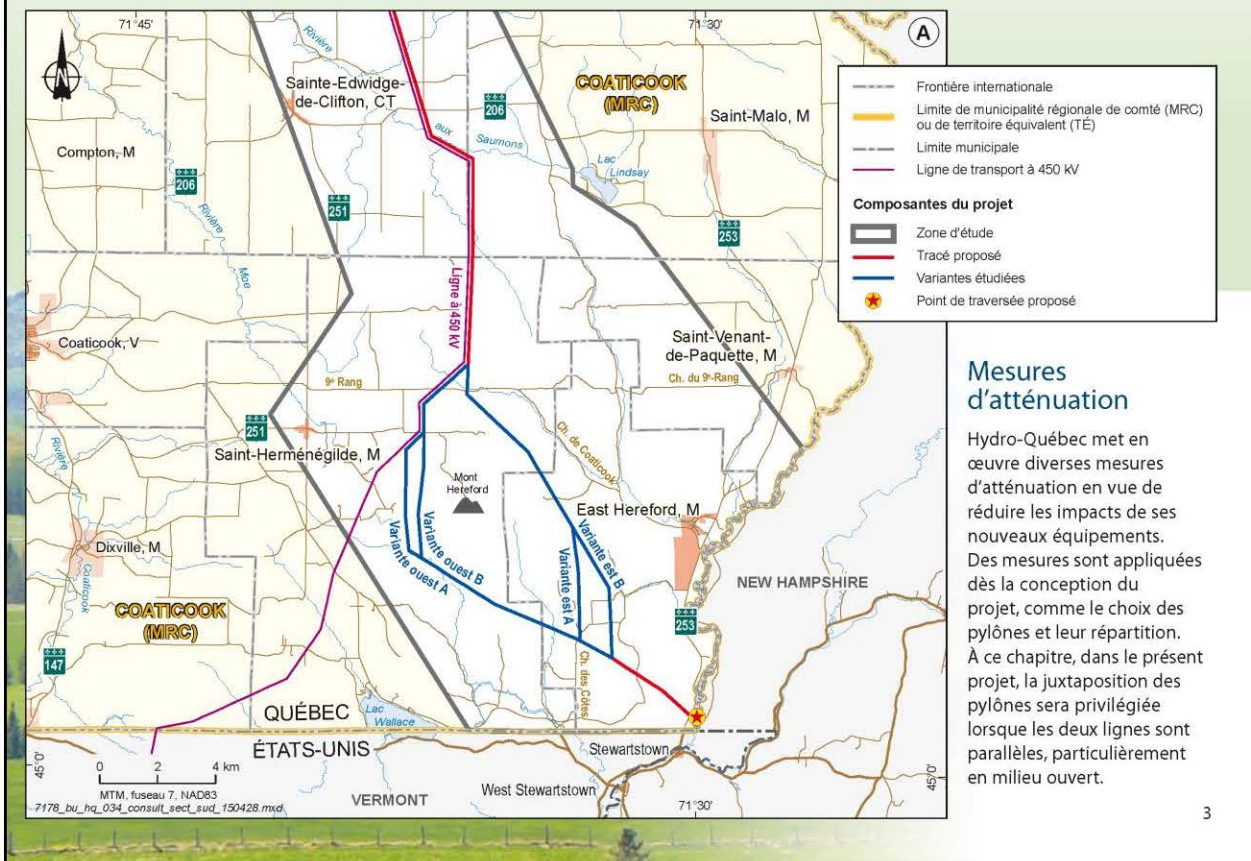 71°45'
71°30'
A
N
Rivière
Rivière
Sainte-Edwidge-
de-Clifton, CT
COATICOOK
(MRC)
206
Saint-Malo, M
Compton, M
aux
Saumons
Lac
Lindsay
206
251
253
Rivière
Moe
Ligne à 450 kV
Saint-Venant-
de-Paquette, M
Coaticook, V
9e Rang
Ch. du 9e-Rang
251
Saint-Herménégilde, M
Ch. de Coaticook
Mont
Hereford
East Hereford, M
Rivière
Variante ouest A
Variante ouest B
Variante est A
Variante est B
Dixville, M
Coaticook
NEW HAMPSHIRE
COATICOOK
(MRC)
253
147
Ch. des Côtes
QUÉBEC
Lac
Wallace
ÉTATS-UNIS
Stewartstown
45°0'
45°0'
0 2 4 km
West Stewartstown
MTM, fuseau 7, NAD83
VERMONT
71°30'
7178_bu_hq_034_consult_sect_sud_150428.mxd
Frontière internationale
Limite de municipalité régionale de comté (MRC)
ou de territoire équivalent (TÉ)
Limite municipale
Ligne de transport à 450 kV
Composantes du projet
Zone d'étude
Tracé proposé
Variantes étudiées
Point de traversée proposé
Mesures
d'atténuation
Hydro-Québec met en
œuvre diverses mesures
d'atténuation en vue de
réduire les impacts de ses
nouveaux équipements.
Des mesures sont appliquées
dès la conception du
projet, comme le choix des
pylônes et leur répartition.
À ce chapitre, dans le présent
projet, la juxtaposition des
pylônes sera privilégiée
lorsque les deux lignes sont
parallèles, particulièrement
en milieu ouvert.
3